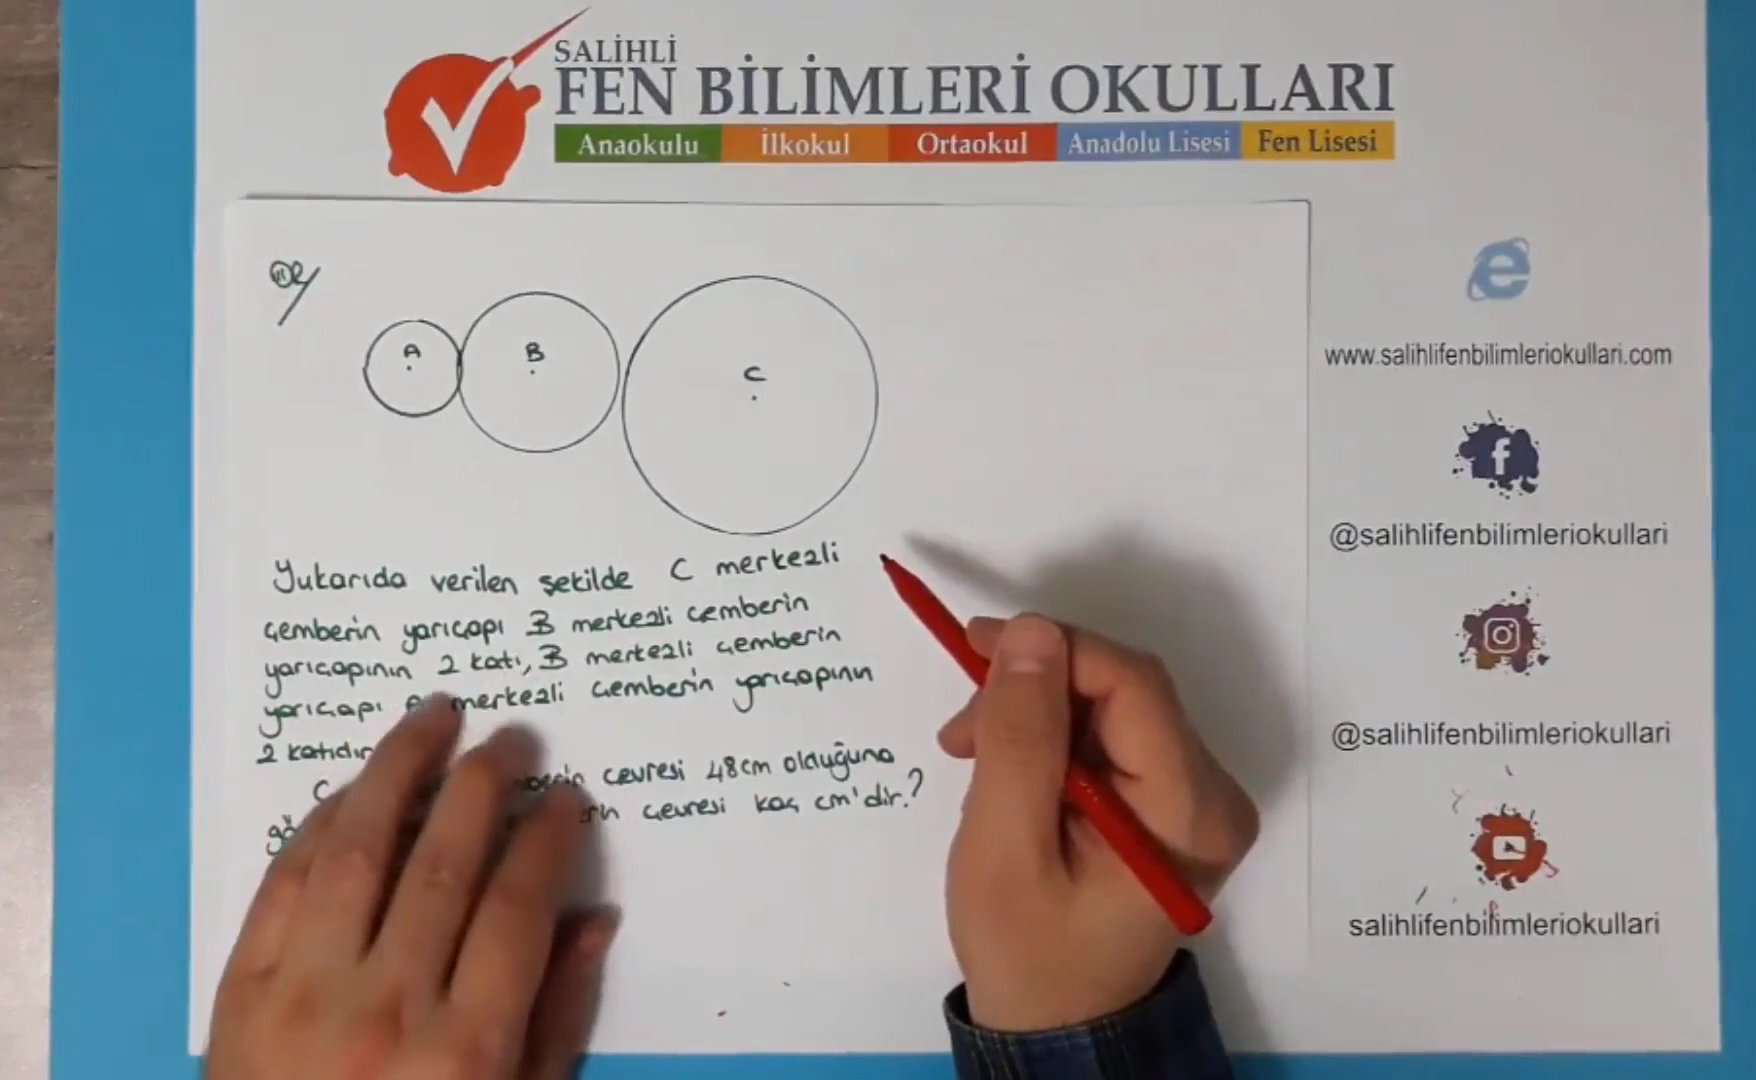 SALİHLİ
FEN BİLİMLERİ OKULLARI
Anaokulu İlkokul Ortaokul Anadolu Lisesi Fen Lisesi
A B C
Yukarıda verilen şekilde C merkezli
çemberin yarıçapı B merkezli çemberin
yarıçapının 2 katı, B merkezli çemberin
yarıçapı A merkezli çemberin yarıçapının
2 katıdır
C çevresi 48cm olduğuna
çevresi kaç cm'dir.?
www.salihlifenbilimleriokullari.com
@salihlifenbilimleriokullari
@salihlifenbilimleriokullari
salihlifenbilimleriokullari